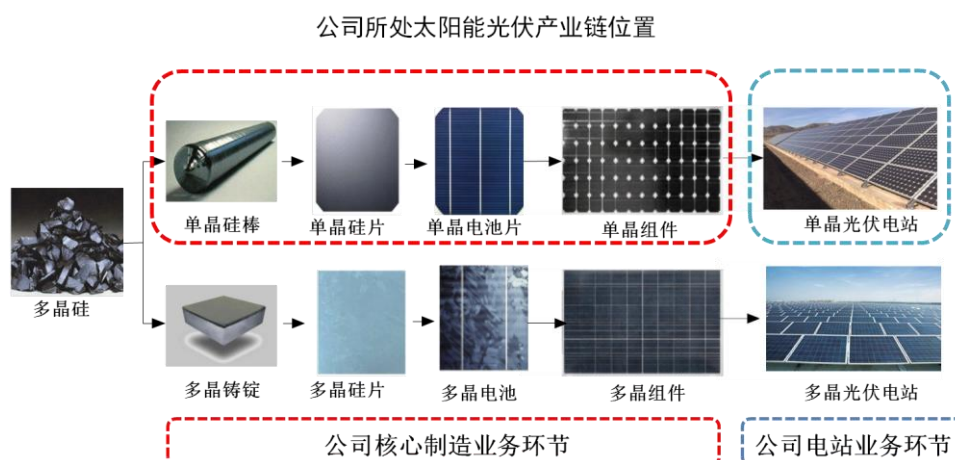 公司所处太阳能光伏产业链位置
单晶硅棒
单晶硅片
单晶电池片
单晶组件
单晶光伏电站
多晶硅
多晶铸锭
多晶硅片
多晶电池
多晶组件
多晶光伏电站
公司核心制造业务环节
公司电站业务环节